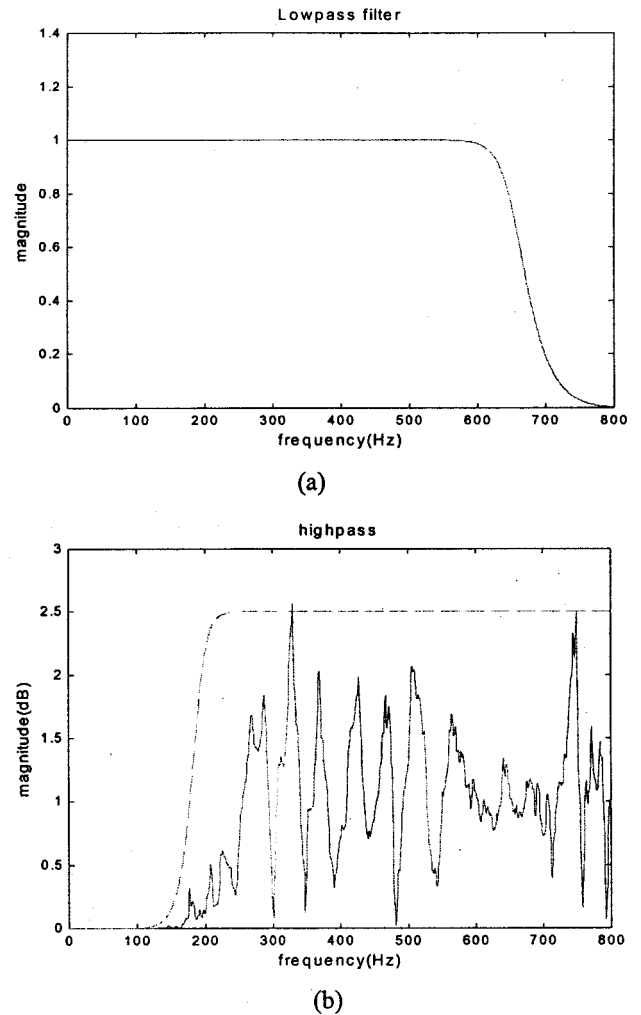 Lowpass filter
1.4
1.2
1
0.8
0.6
0.4
0.2
0
magnitude
0 100 200 300 400 500 600 700 800
frequency(Hz)
(a)
highpass
3
2.5
2
1.5
1
0.5
0
magnitude(dB)
0 100 200 300 400 500 600 700 800
frequency(Hz)
(b)